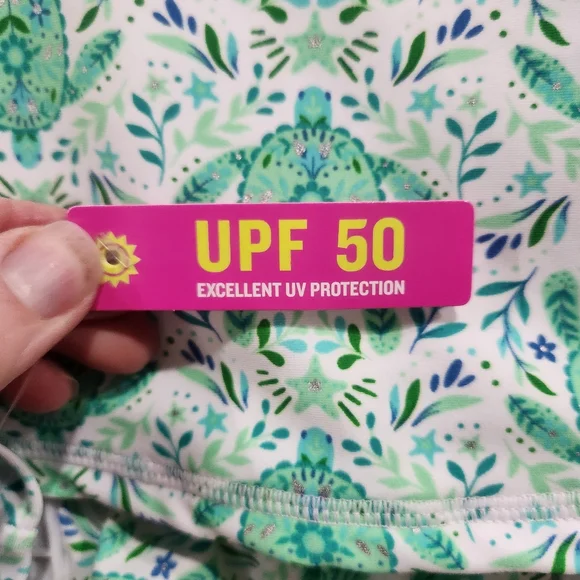 UPF 50
EXCELLENT UV PROTECTION